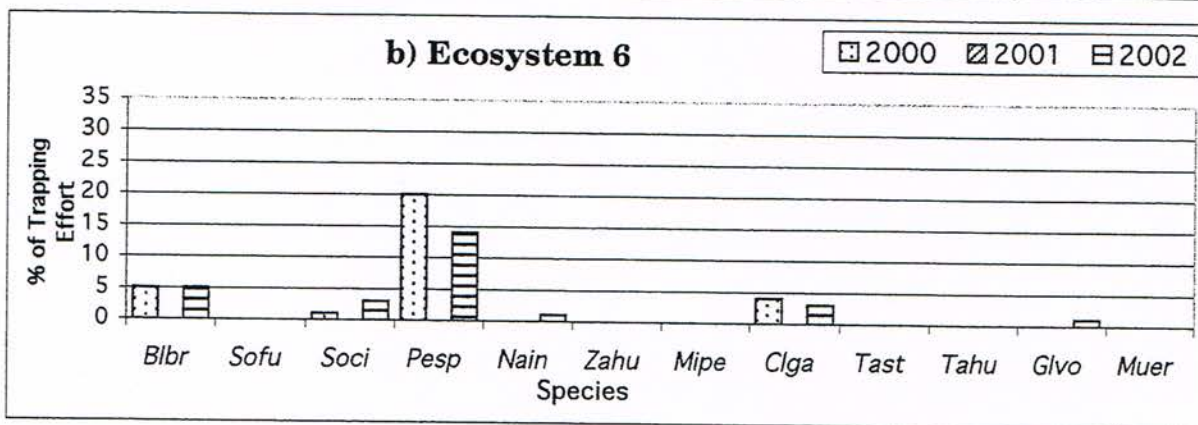 b) Ecosystem 6
2000 2001 2002
% of Trapping
Effort
35
30
25
20
15
10
5
0
Blbr Sofu Soci Pesp Nain Zahu Mipe Clga Tast Tahu Glvo Muer
Species